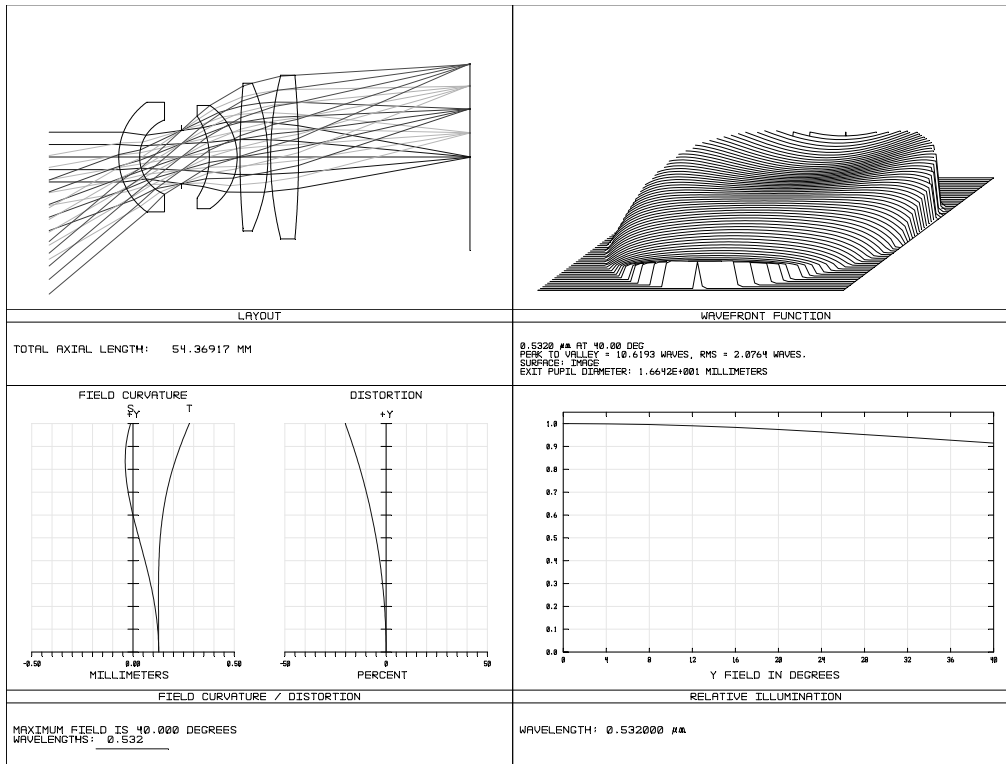 LAYOUT
TOTAL AXIAL LENGTH: 54.36917 MM
WAVEFRONT FUNCTION
0.5320 µm AT 40.00 DEG
PEAK TO VALLEY = 10.6193 WAVES, RMS = 2.0764 WAVES.
SURFACE: IMAGE
EXIT PUPIL DIAMETER: 1.6642E+001 MILLIMETERS
FIELD CURVATURE
S T
+Y
-0.50 0.00 0.50
MILLIMETERS
DISTORTION
+Y
-50 0 50
PERCENT
FIELD CURVATURE / DISTORTION
MAXIMUM FIELD IS 40.000 DEGREES
WAVELENGTHS: 0.532
1.0
0.9
0.8
0.7
0.6
0.5
0.4
0.3
0.2
0.1
0.0
0 4 8 12 16 20 24 28 32 36 40
Y FIELD IN DEGREES
RELATIVE ILLUMINATION
WAVELENGTH: 0.532000 µm